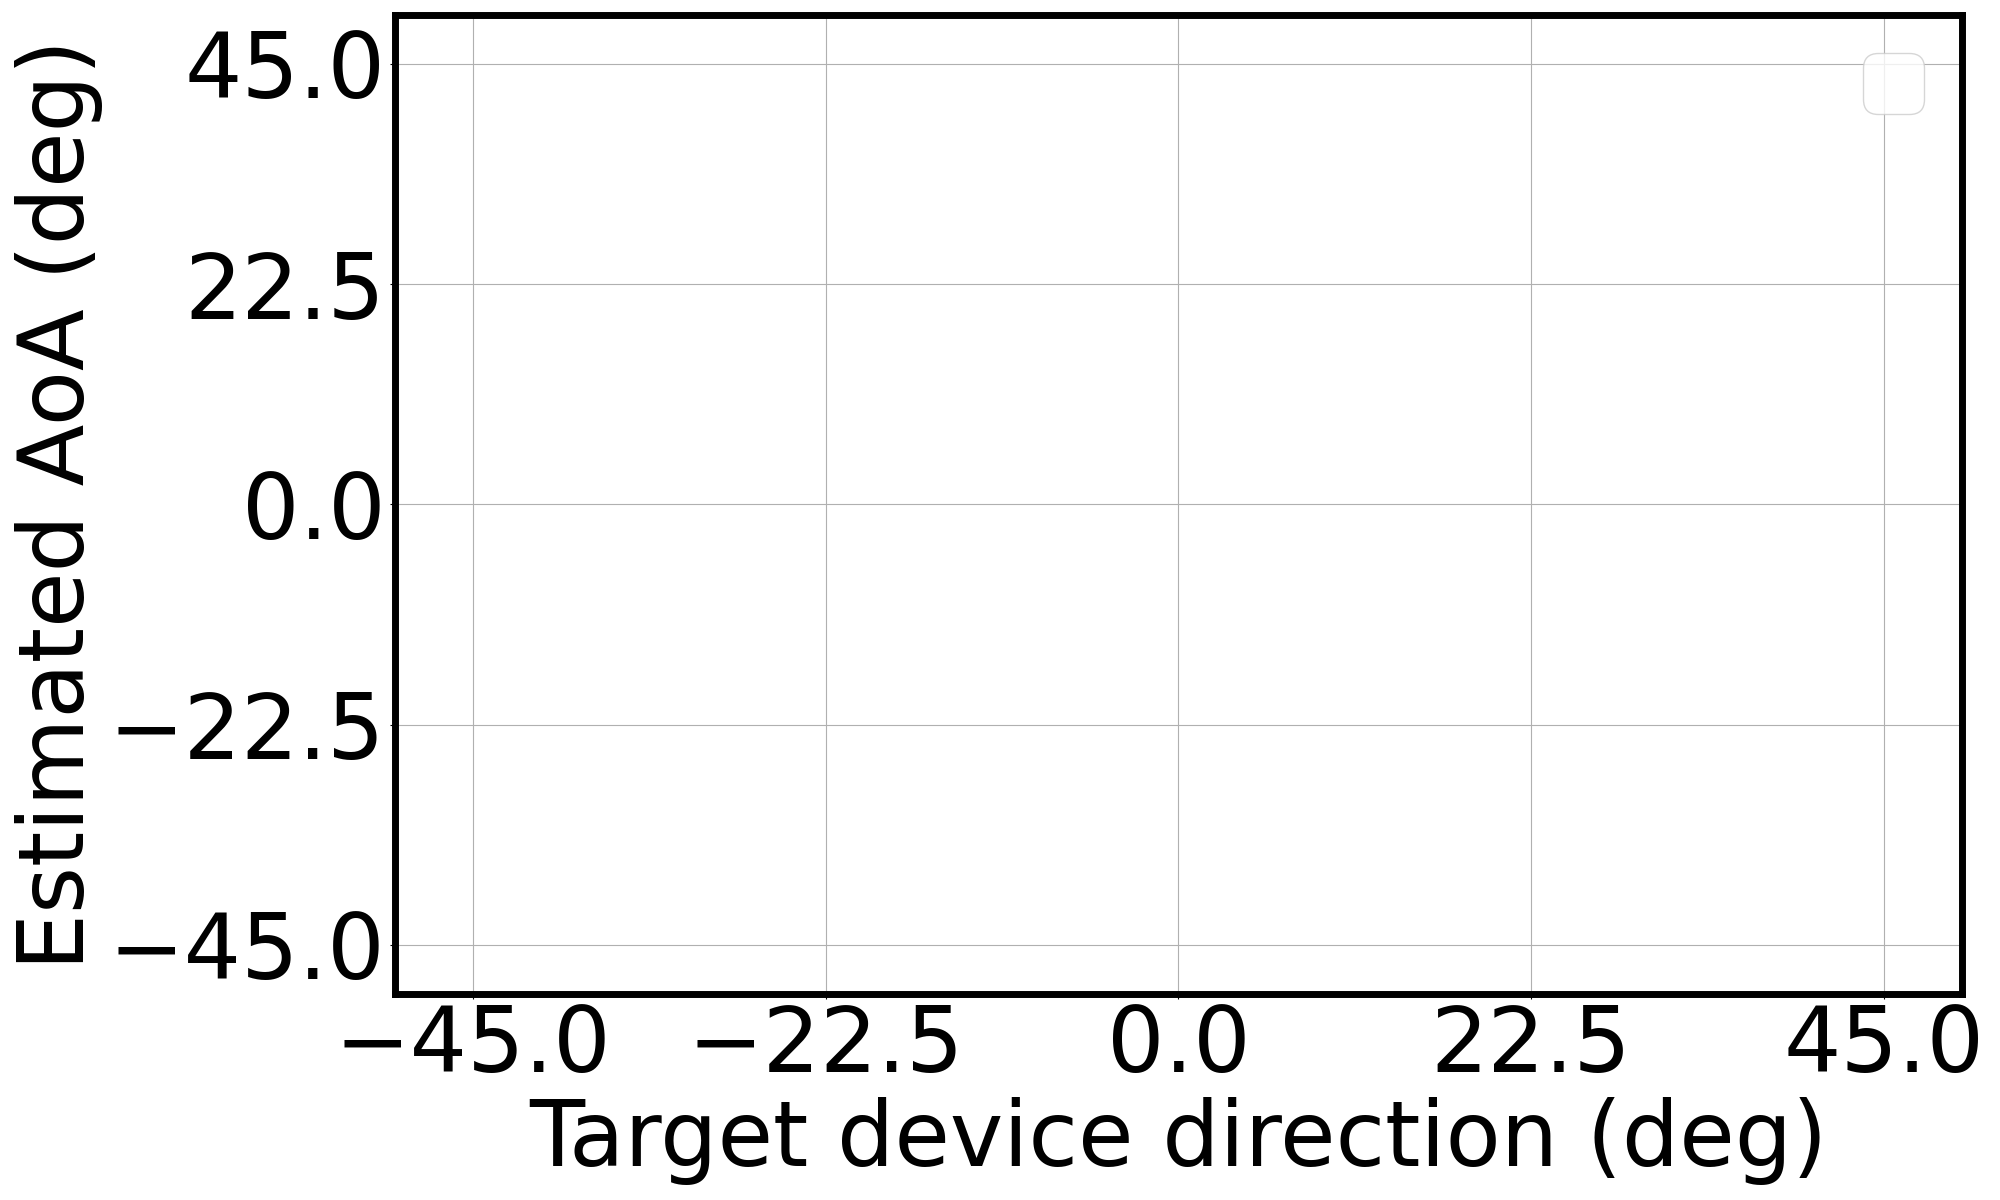 Estimated AoA (deg)
45.0
22.5
0.0
−22.5
−45.0
−45.0 −22.5 0.0 22.5 45.0
Target device direction (deg)